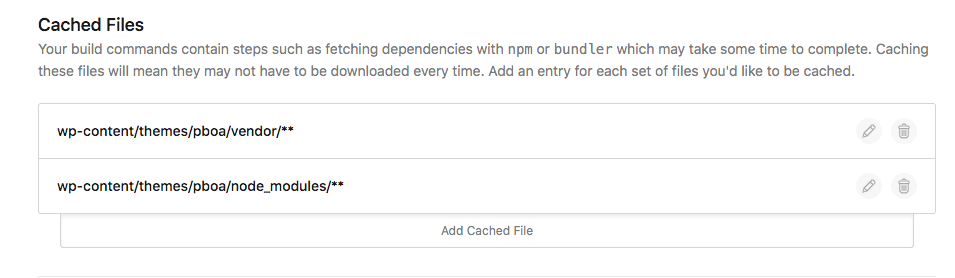 Cached Files
Your build commands contain steps such as fetching dependencies with npm or bundler which may take some time to complete. Caching
these files will mean they may not have to be downloaded every time. Add an entry for each set of files you'd like to be cached.
wp-content/themes/pboa/vendor/**
wp-content/themes/pboa/node_modules/**
Add Cached File